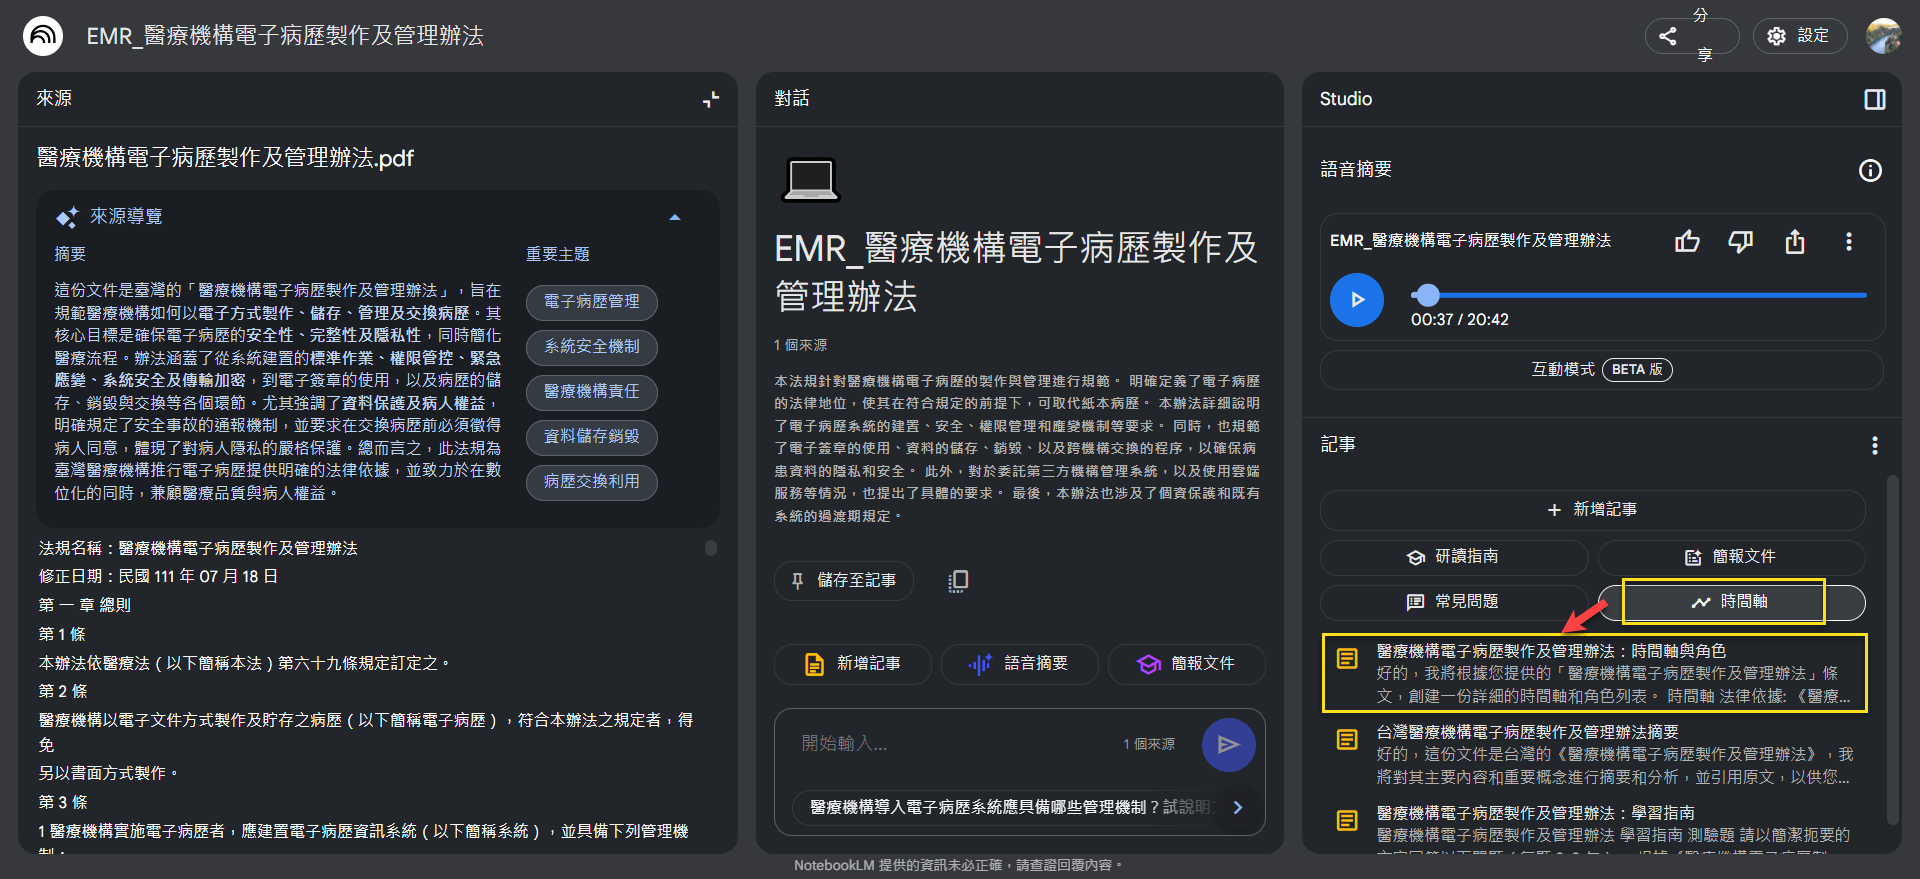 EMR_醫療機構電子病歷製作及管理辦法
分
享
設定
來源
醫療機構電子病歷製作及管理辦法.pdf
來源導覽
摘要
這份文件是臺灣的「醫療機構電子病歷製作及管理辦法」，旨在
規範醫療機構如何以電子方式製作、儲存、管理及交換病歷。其
核心目標是確保電子病歷的安全性、完整性及隱私性，同時簡化
醫療流程。辦法涵蓋了從系統建置的標準作業、權限管控、緊急
應變、系統安全及傳輸加密，到電子簽章的使用，以及病歷的儲
存、銷毀與交換等各個環節。尤其強調了資料保護及病人權益，
明確規定了安全事故的通報機制，並要求在交換病歷前必須徵得
病人同意，體現了對病人隱私的嚴格保護。總而言之，此法規為
臺灣醫療機構推行電子病歷提供明確的法律依據，並致力於在數
位化的同時，兼顧醫療品質與病人權益。
重要主題
電子病歷管理
系統安全機制
醫療機構責任
資料儲存銷毀
病歷交換利用
法規名稱：醫療機構電子病歷製作及管理辦法
修正日期：民國 111 年 07 月 18 日
第 一 章 總則
第 1 條
本辦法依醫療法（以下簡稱本法）第六十九條規定訂定之。
第 2 條
醫療機構以電子文件方式製作及貯存之病歷（以下簡稱電子病歷），符合本辦法之規定者，得
免
另以書面方式製作。
第 3 條
1 醫療機構實施電子病歷者，應建置電子病歷資訊系統（以下簡稱系統），並具備下列管理機
制：
對話
EMR_醫療機構電子病歷製作及
管理辦法
1 個來源
本法規針對醫療機構電子病歷的製作與管理進行規範。 明確定義了電子病歷
的法律地位，使其在符合規定的前提下，可取代紙本病歷。 本辦法詳細說明
了電子病歷系統的建置、安全、權限管理和應變機制等要求。 同時，也規範
了電子簽章的使用、資料的儲存、銷毀、以及跨機構交換的程序，以確保病
患資料的隱私和安全。 此外，對於委託第三方機構管理系統，以及使用雲端
服務等情況，也提出了具體的要求。 最後，本辦法也涉及了個資保護和既有
系統的過渡期規定。
儲存至記事
新增記事
語音摘要
簡報文件
開始輸入...
1 個來源
醫療機構導入電子病歷系統應具備哪些管理機制？試說明
NotebookLM 提供的資訊未必正確，請查證回覆內容。
Studio
語音摘要
EMR_醫療機構電子病歷製作及管理辦法
00:37 / 20:42
互動模式 BETA 版
記事
新增記事
研讀指南
簡報文件
常見問題
時間軸
醫療機構電子病歷製作及管理辦法：時間軸與角色
好的，我將根據您提供的「醫療機構電子病歷製作及管理辦法」條
文，創建一份詳細的時間軸和角色列表。 時間軸 法律依據: 《醫療...
台灣醫療機構電子病歷製作及管理辦法摘要
好的，這份文件是台灣的《醫療機構電子病歷製作及管理辦法》，我
將對其主要內容和重要概念進行摘要和分析，並引用原文，以供您...
醫療機構電子病歷製作及管理辦法：學習指南
醫療機構電子病歷製作及管理辦法 學習指南 測驗題 請以簡潔扼要的